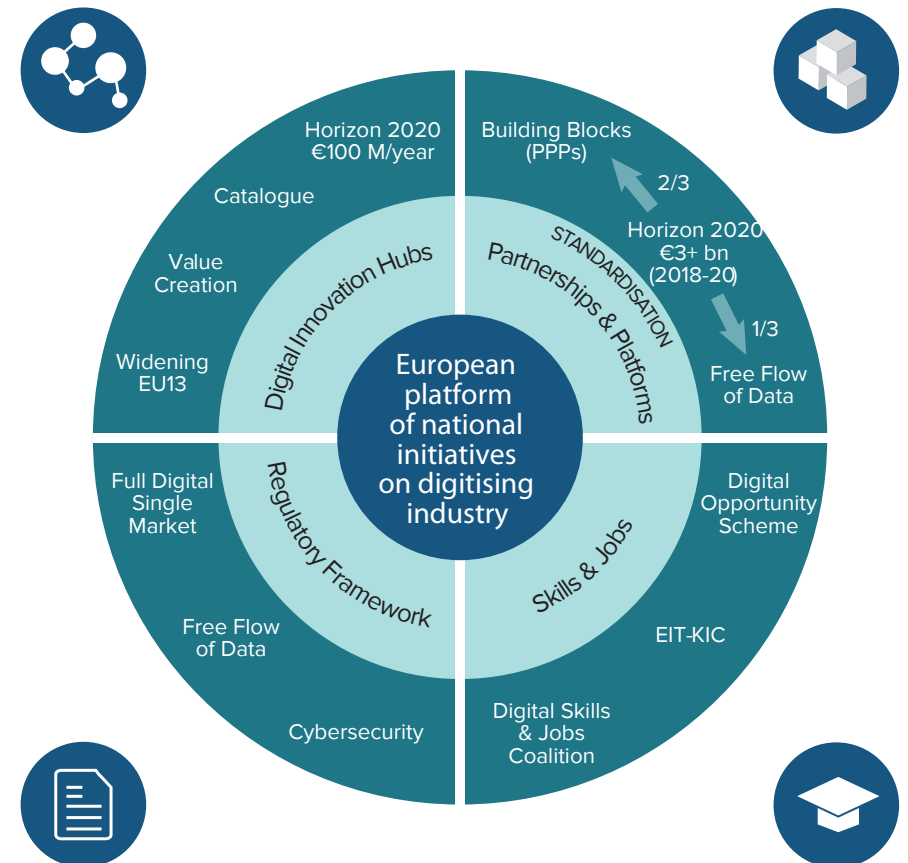 Horizon 2020
€100 M/year
Catalogue
Value
Creation
Widening
EU13
Digital Innovation Hubs
Building Blocks
(PPPs)
2/3
Horizon 2020
€3+ bn
(2018-20)
1/3
Free Flow
of Data
STANDARDISATION
Partnerships & Platforms
European
platform
of national
initiatives
on digitising
industry
Full Digital
Single
Market
Free Flow
of Data
Cybersecurity
Regulatory Framework
Skills & Jobs
Digital
Opportunity
Scheme
EIT-KIC
Digital Skills
& Jobs
Coalition